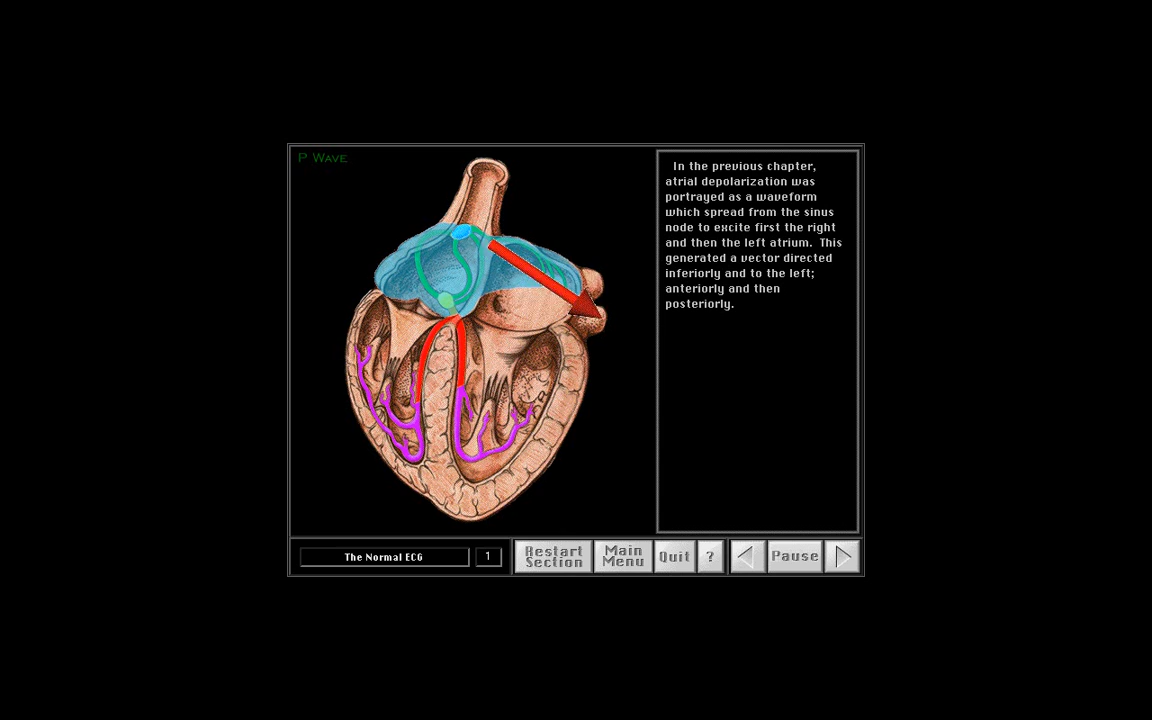 P Wave
In the previous chapter,
atrial depolarization was
portrayed as a waveform
which spread from the sinus
node to excite first the right
and then the left atrium. This
generated a vector directed
inferiorly and to the left;
anteriorly and then
posteriorly.
The Normal ECG
1
Restart
Section
Main
Menu
Quit
?
Pause